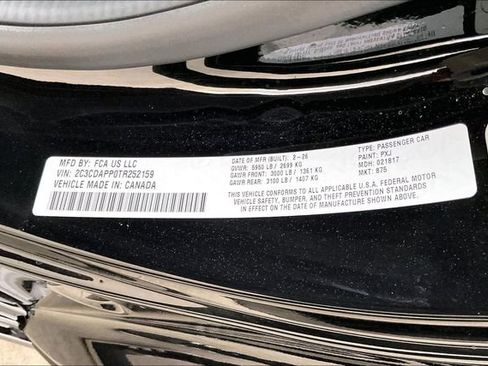 MFD BY: FCA US LLC
VIN: 2C3CDAPP0TR252159
VEHICLE MADE IN: CANADA
DATE OF MFR (BUILT): 2-26
GVWR: 5950 LB / 2699 KG
GAWR FRONT: 3000 LB / 1361 KG
GAWR REAR: 3100 LB / 1407 KG
TYPE: PASSENGER CAR
PAINT: PXJ
MDH: 021817
MKT: 875
THIS VEHICLE CONFORMS TO ALL APPLICABLE U.S.A. FEDERAL MOTOR
VEHICLE SAFETY, BUMPER, AND THEFT PREVENTION STANDARDS
IN EFFECT ON THE DATE OF MANUFACTURE SHOWN ABOVE